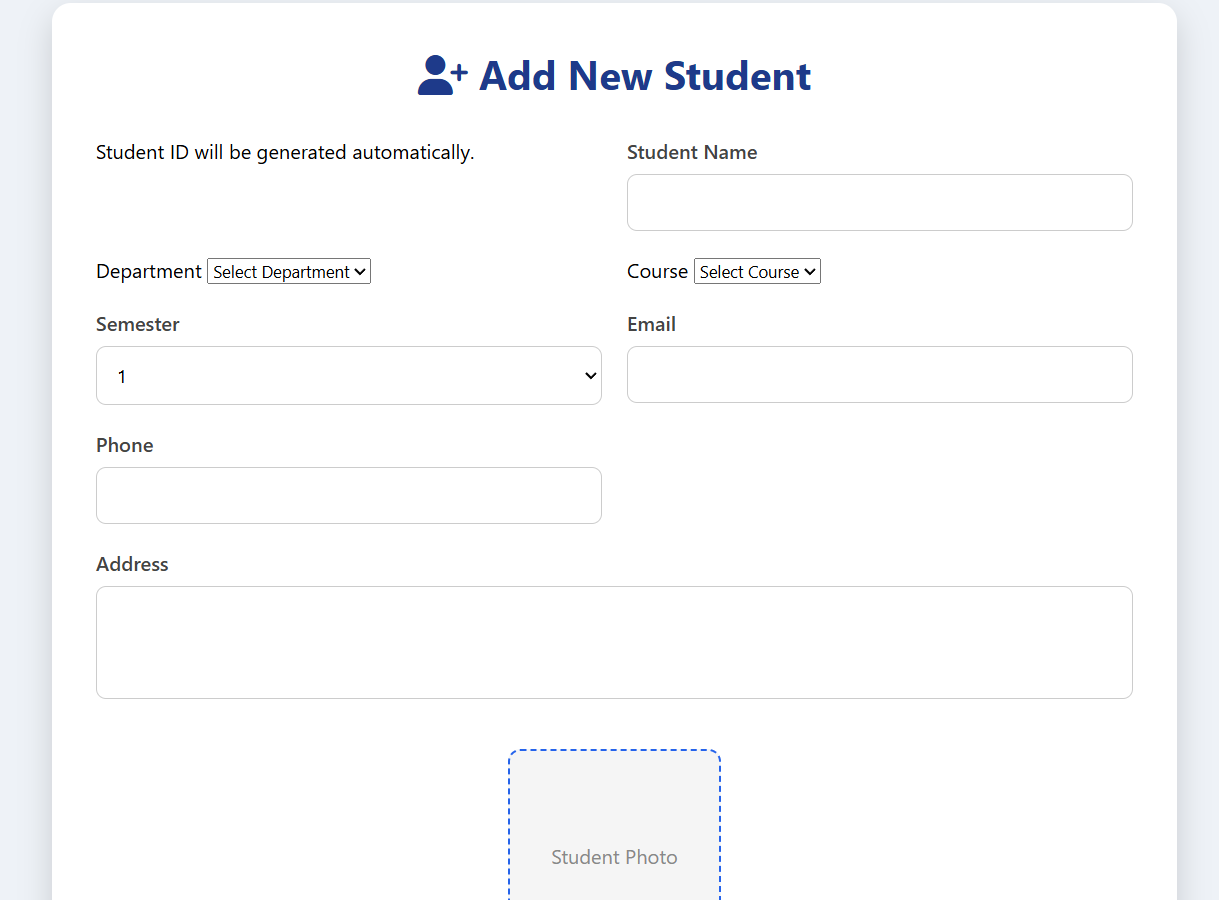 Add New Student
Student ID will be generated automatically.
Student Name
Department Select Department
Course Select Course
Semester
Email
1
Phone
Address
Student Photo